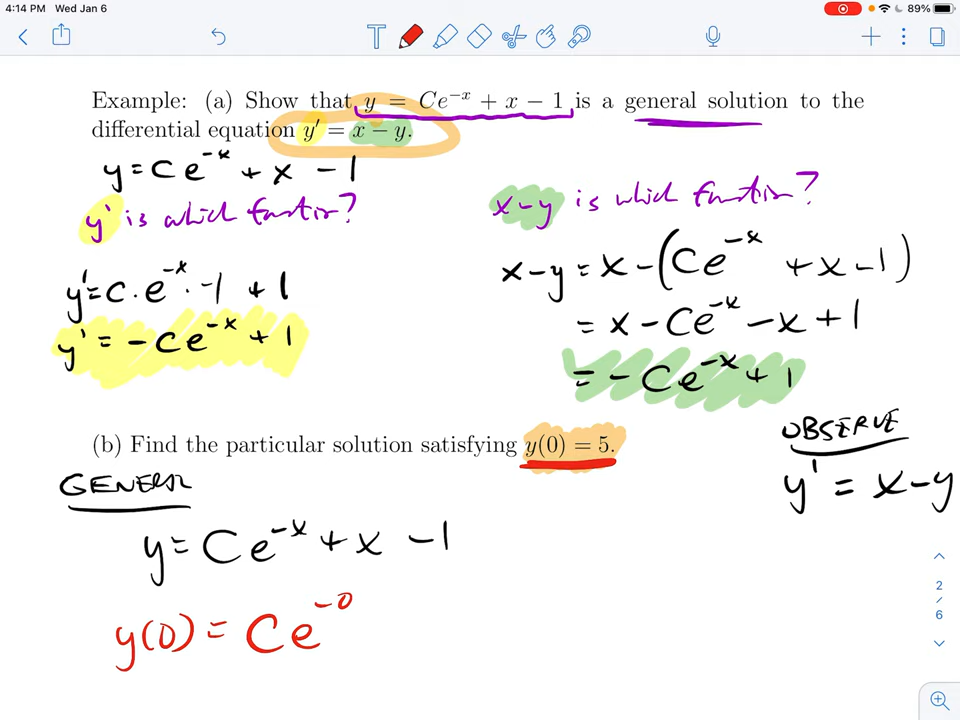 4:14 PM Wed Jan 6
89%
Example: (a) Show that y = Ce^{-x} + x − 1 is a general solution to the
differential equation y′ = x − y.
y = Ce^{-x} + x − 1
y' is which function?
x−y is which function?
y' = C · e^{-x} · −1 + 1
y' = −Ce^{-x} + 1
x−y = x − (Ce^{-x} + x − 1)
= x − Ce^{-x} − x + 1
= −Ce^{-x} + 1
(b) Find the particular solution satisfying y(0) = 5.
OBSERVE
y' = x−y
GENERAL
y = Ce^{-x} + x − 1
y(0) = Ce^{-0}
2
/
6